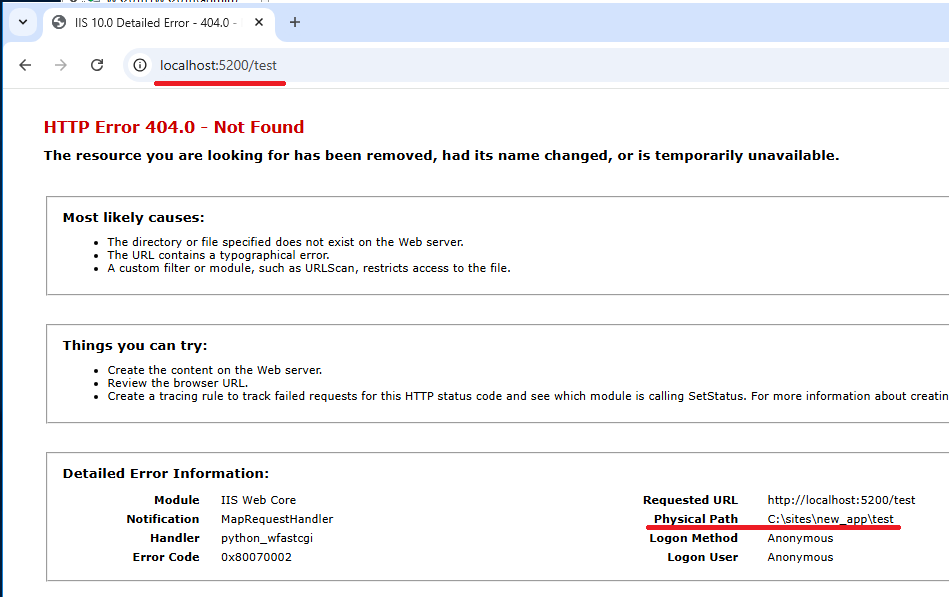 IIS 10.0 Detailed Error - 404.0 -
localhost:5200/test
HTTP Error 404.0 - Not Found
The resource you are looking for has been removed, had its name changed, or is temporarily unavailable.
Most likely causes:
The directory or file specified does not exist on the Web server.
The URL contains a typographical error.
A custom filter or module, such as URLScan, restricts access to the file.
Things you can try:
Create the content on the Web server.
Review the browser URL.
Create a tracing rule to track failed requests for this HTTP status code and see which module is calling SetStatus. For more information about creatin
Detailed Error Information:
Module IIS Web Core Requested URL http://localhost:5200/test
Notification MapRequestHandler Physical Path C:\sites\new_app\test
Handler python_wfastcgi Logon Method Anonymous
Error Code 0x80070002 Logon User Anonymous